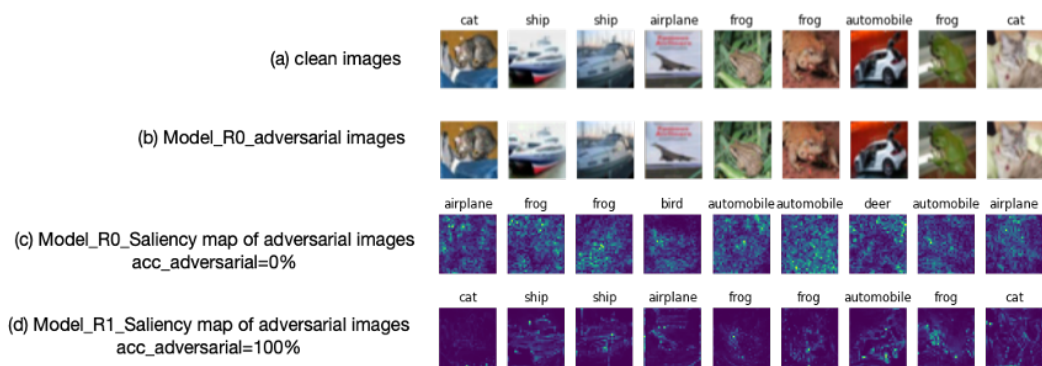 cat ship ship airplane frog frog automobile frog cat
(a) clean images
(b) Model_R0_adversarial images
airplane frog frog bird automobile automobile deer automobile airplane
(c) Model_R0_Saliency map of adversarial images
acc_adversarial=0%
cat ship ship airplane frog frog automobile frog cat
(d) Model_R1_Saliency map of adversarial images
acc_adversarial=100%